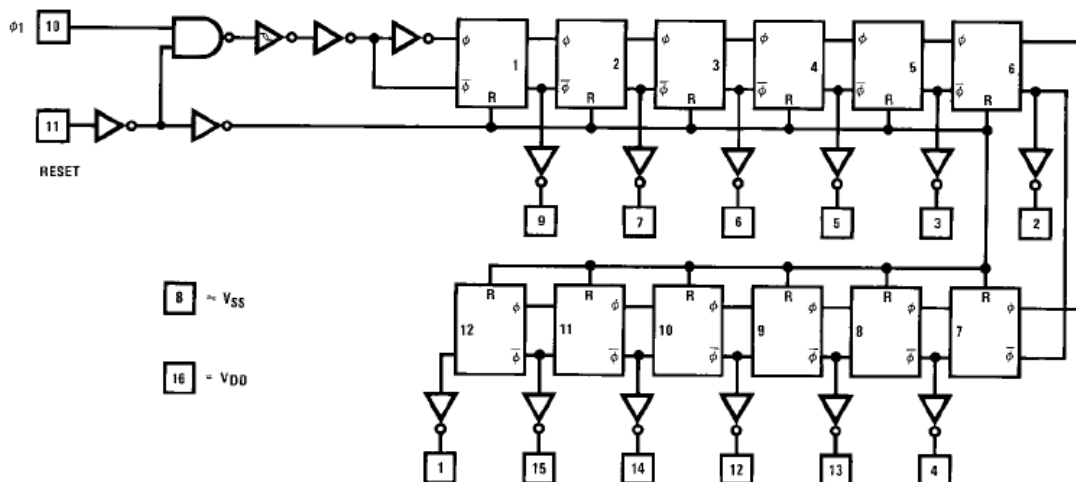 φ1 10
φ φ φ φ φ φ
1 2 3 4 5 6
φ̅ φ̅ φ̅ φ̅ φ̅ φ̅
R R R R R R
11
RESET
9 7 6 5 3 2
R R R R R R
8 = VSS
φ φ φ φ φ φ
12 11 10 9 8 7
φ̅ φ̅ φ̅ φ̅ φ̅ φ̅
16 = VDD
1 15 14 12 13 4